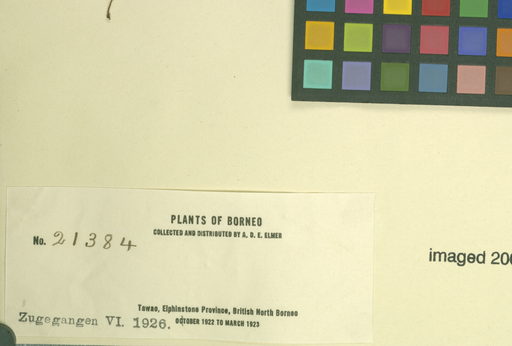 PLANTS OF BORNEO
COLLECTED AND DISTRIBUTED BY A. D. E. ELMER
No. 21384
imaged 200
Tawao, Elphinstone Province, British North Borneo
Zugegangen VI. 1926. OCTOBER 1922 TO MARCH 1923